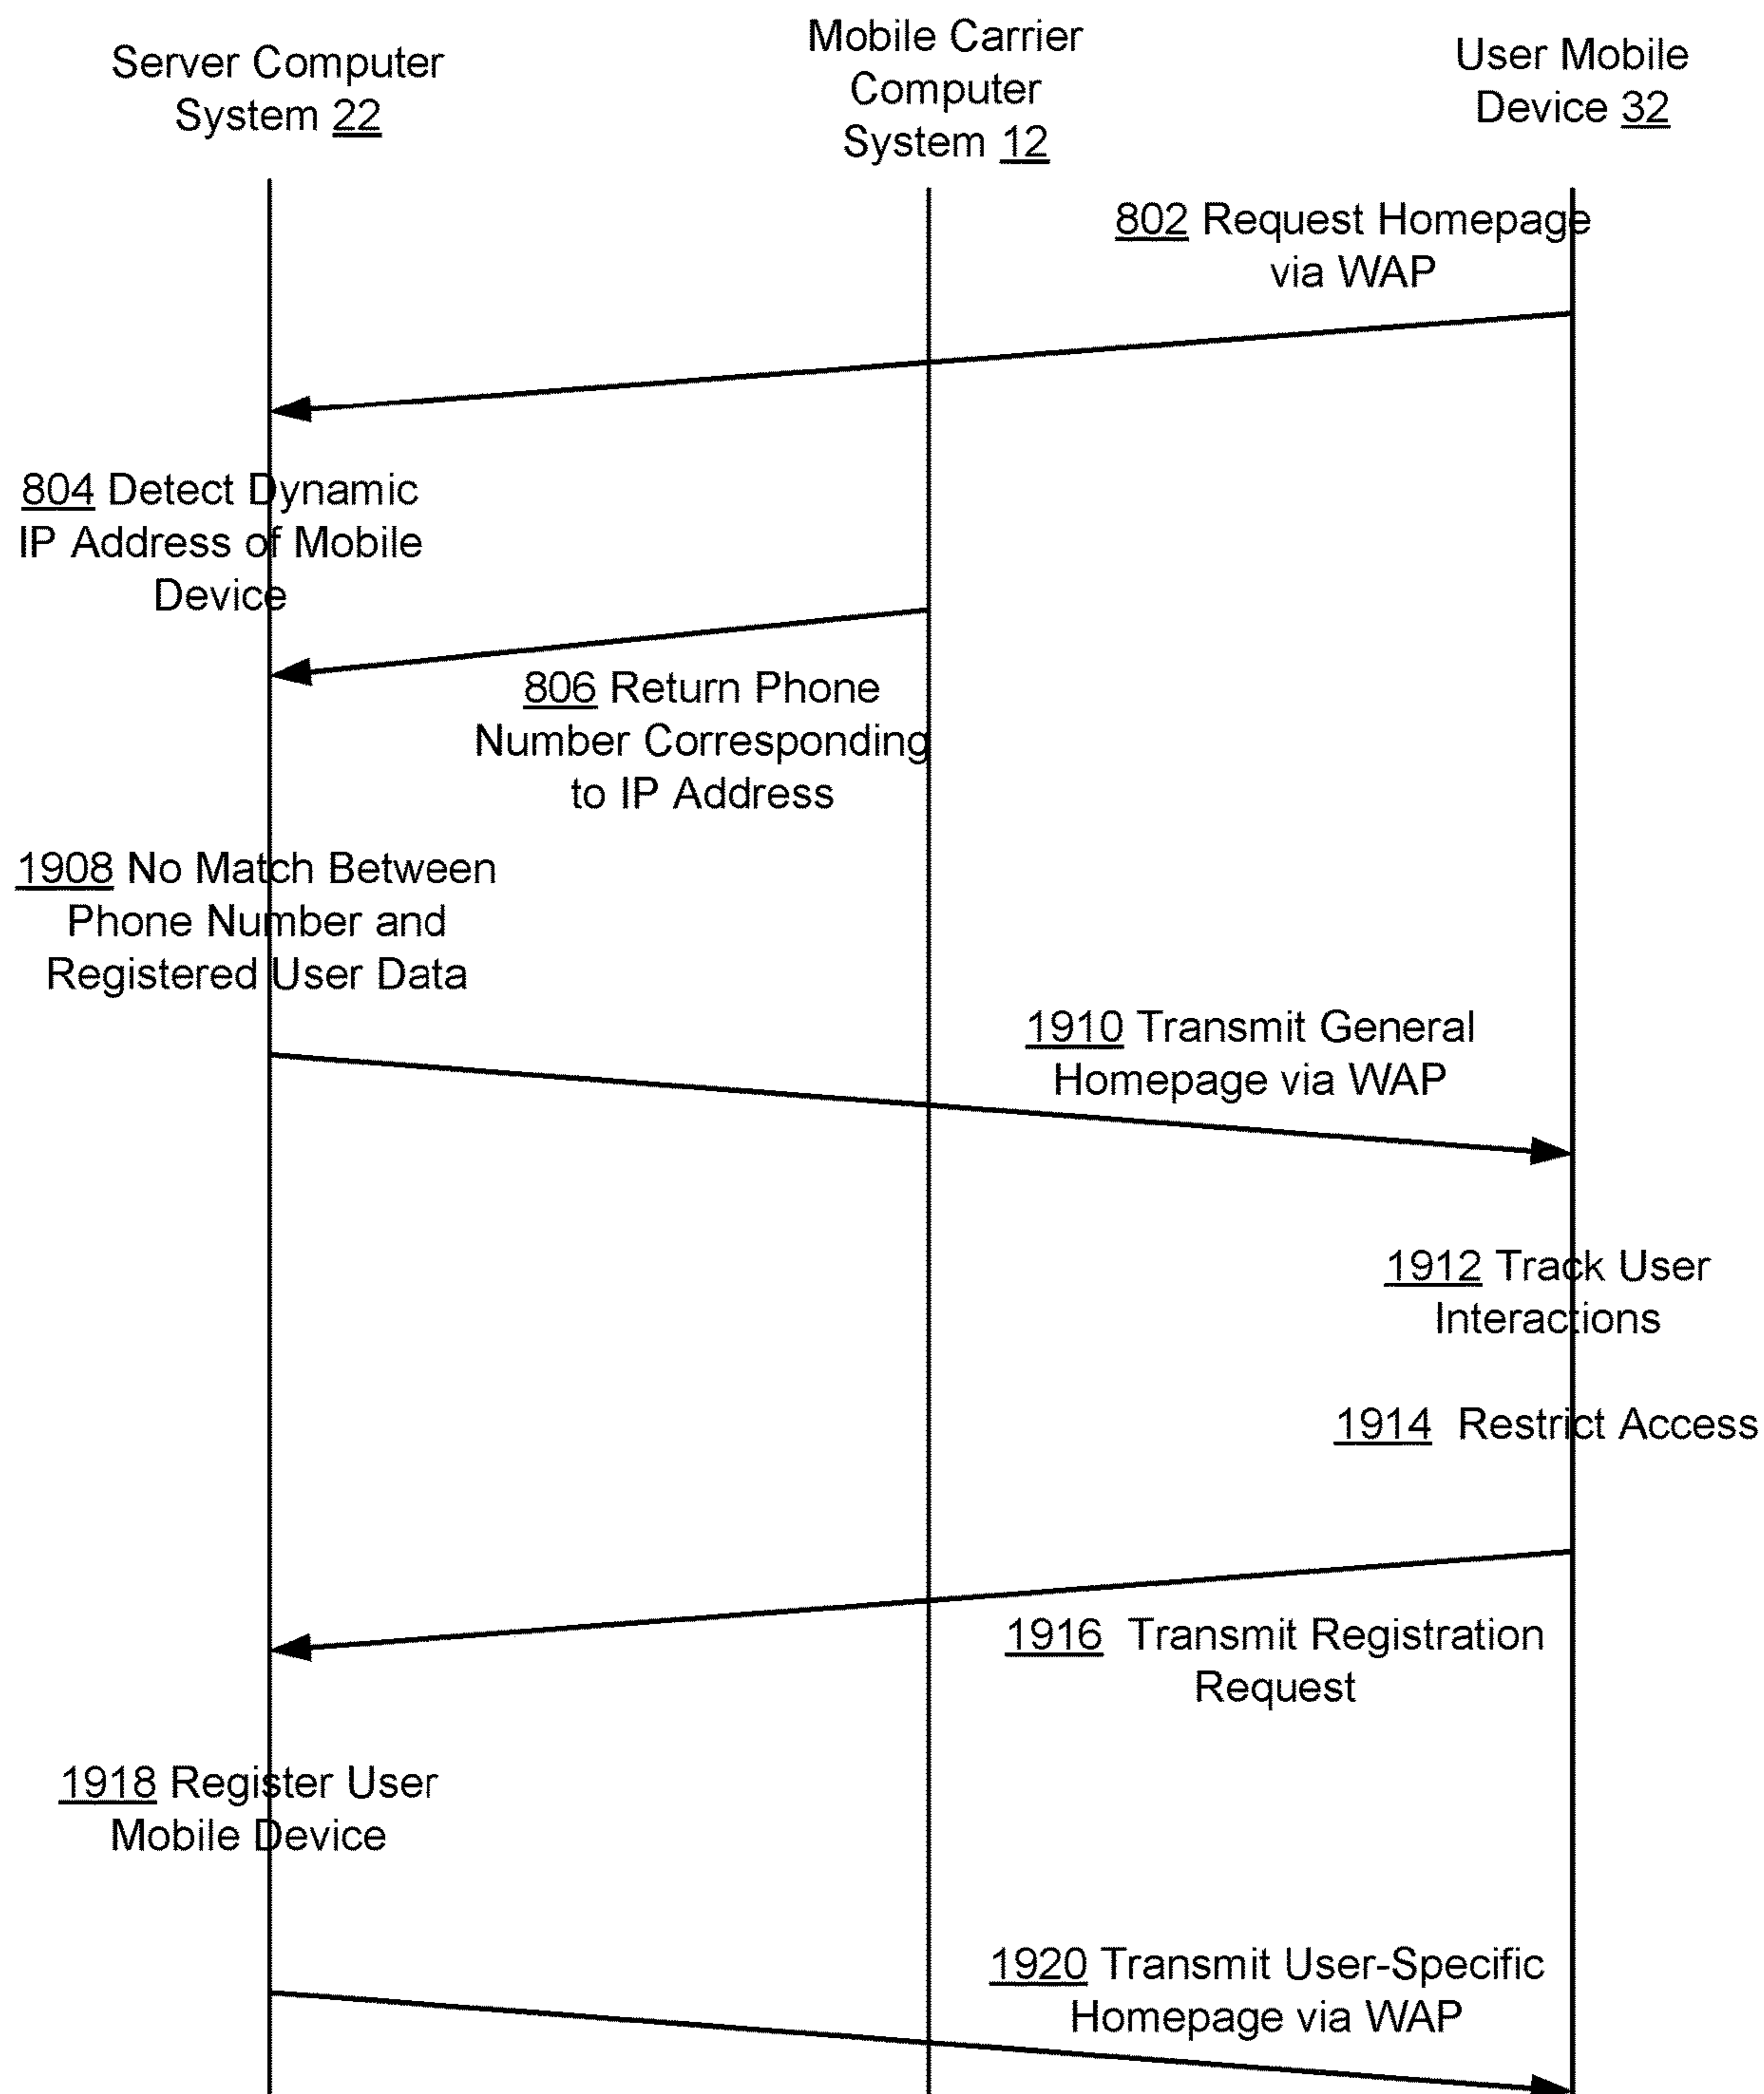 Server Computer
System 22
Mobile Carrier
Computer
System 12
User Mobile
Device 32
802 Request Homepage
via WAP
804 Detect Dynamic
IP Address of Mobile
Device
806 Return Phone
Number Corresponding
to IP Address
1908 No Match Between
Phone Number and
Registered User Data
1910 Transmit General
Homepage via WAP
1912 Track User
Interactions
1914 Restrict Access
1916 Transmit Registration
Request
1918 Register User
Mobile Device
1920 Transmit User-Specific
Homepage via WAP